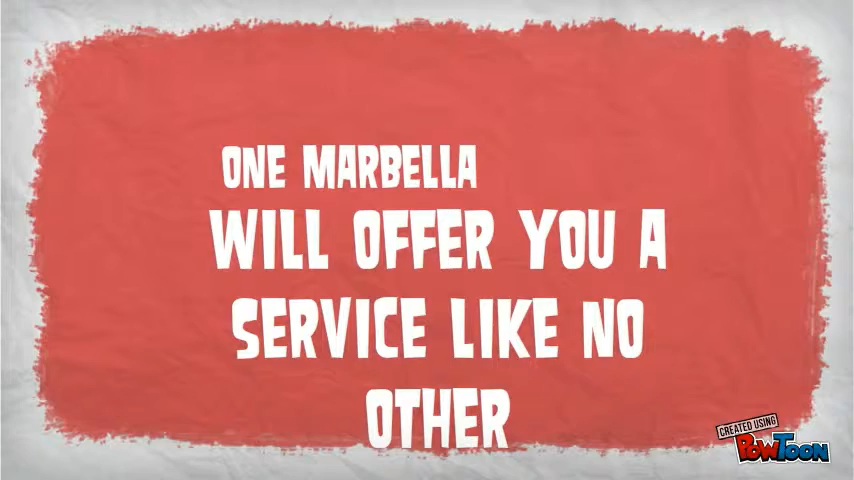 ONE MARBELLA
WILL OFFER YOU A
SERVICE LIKE NO
OTHER
CREATED USING
POWTOON